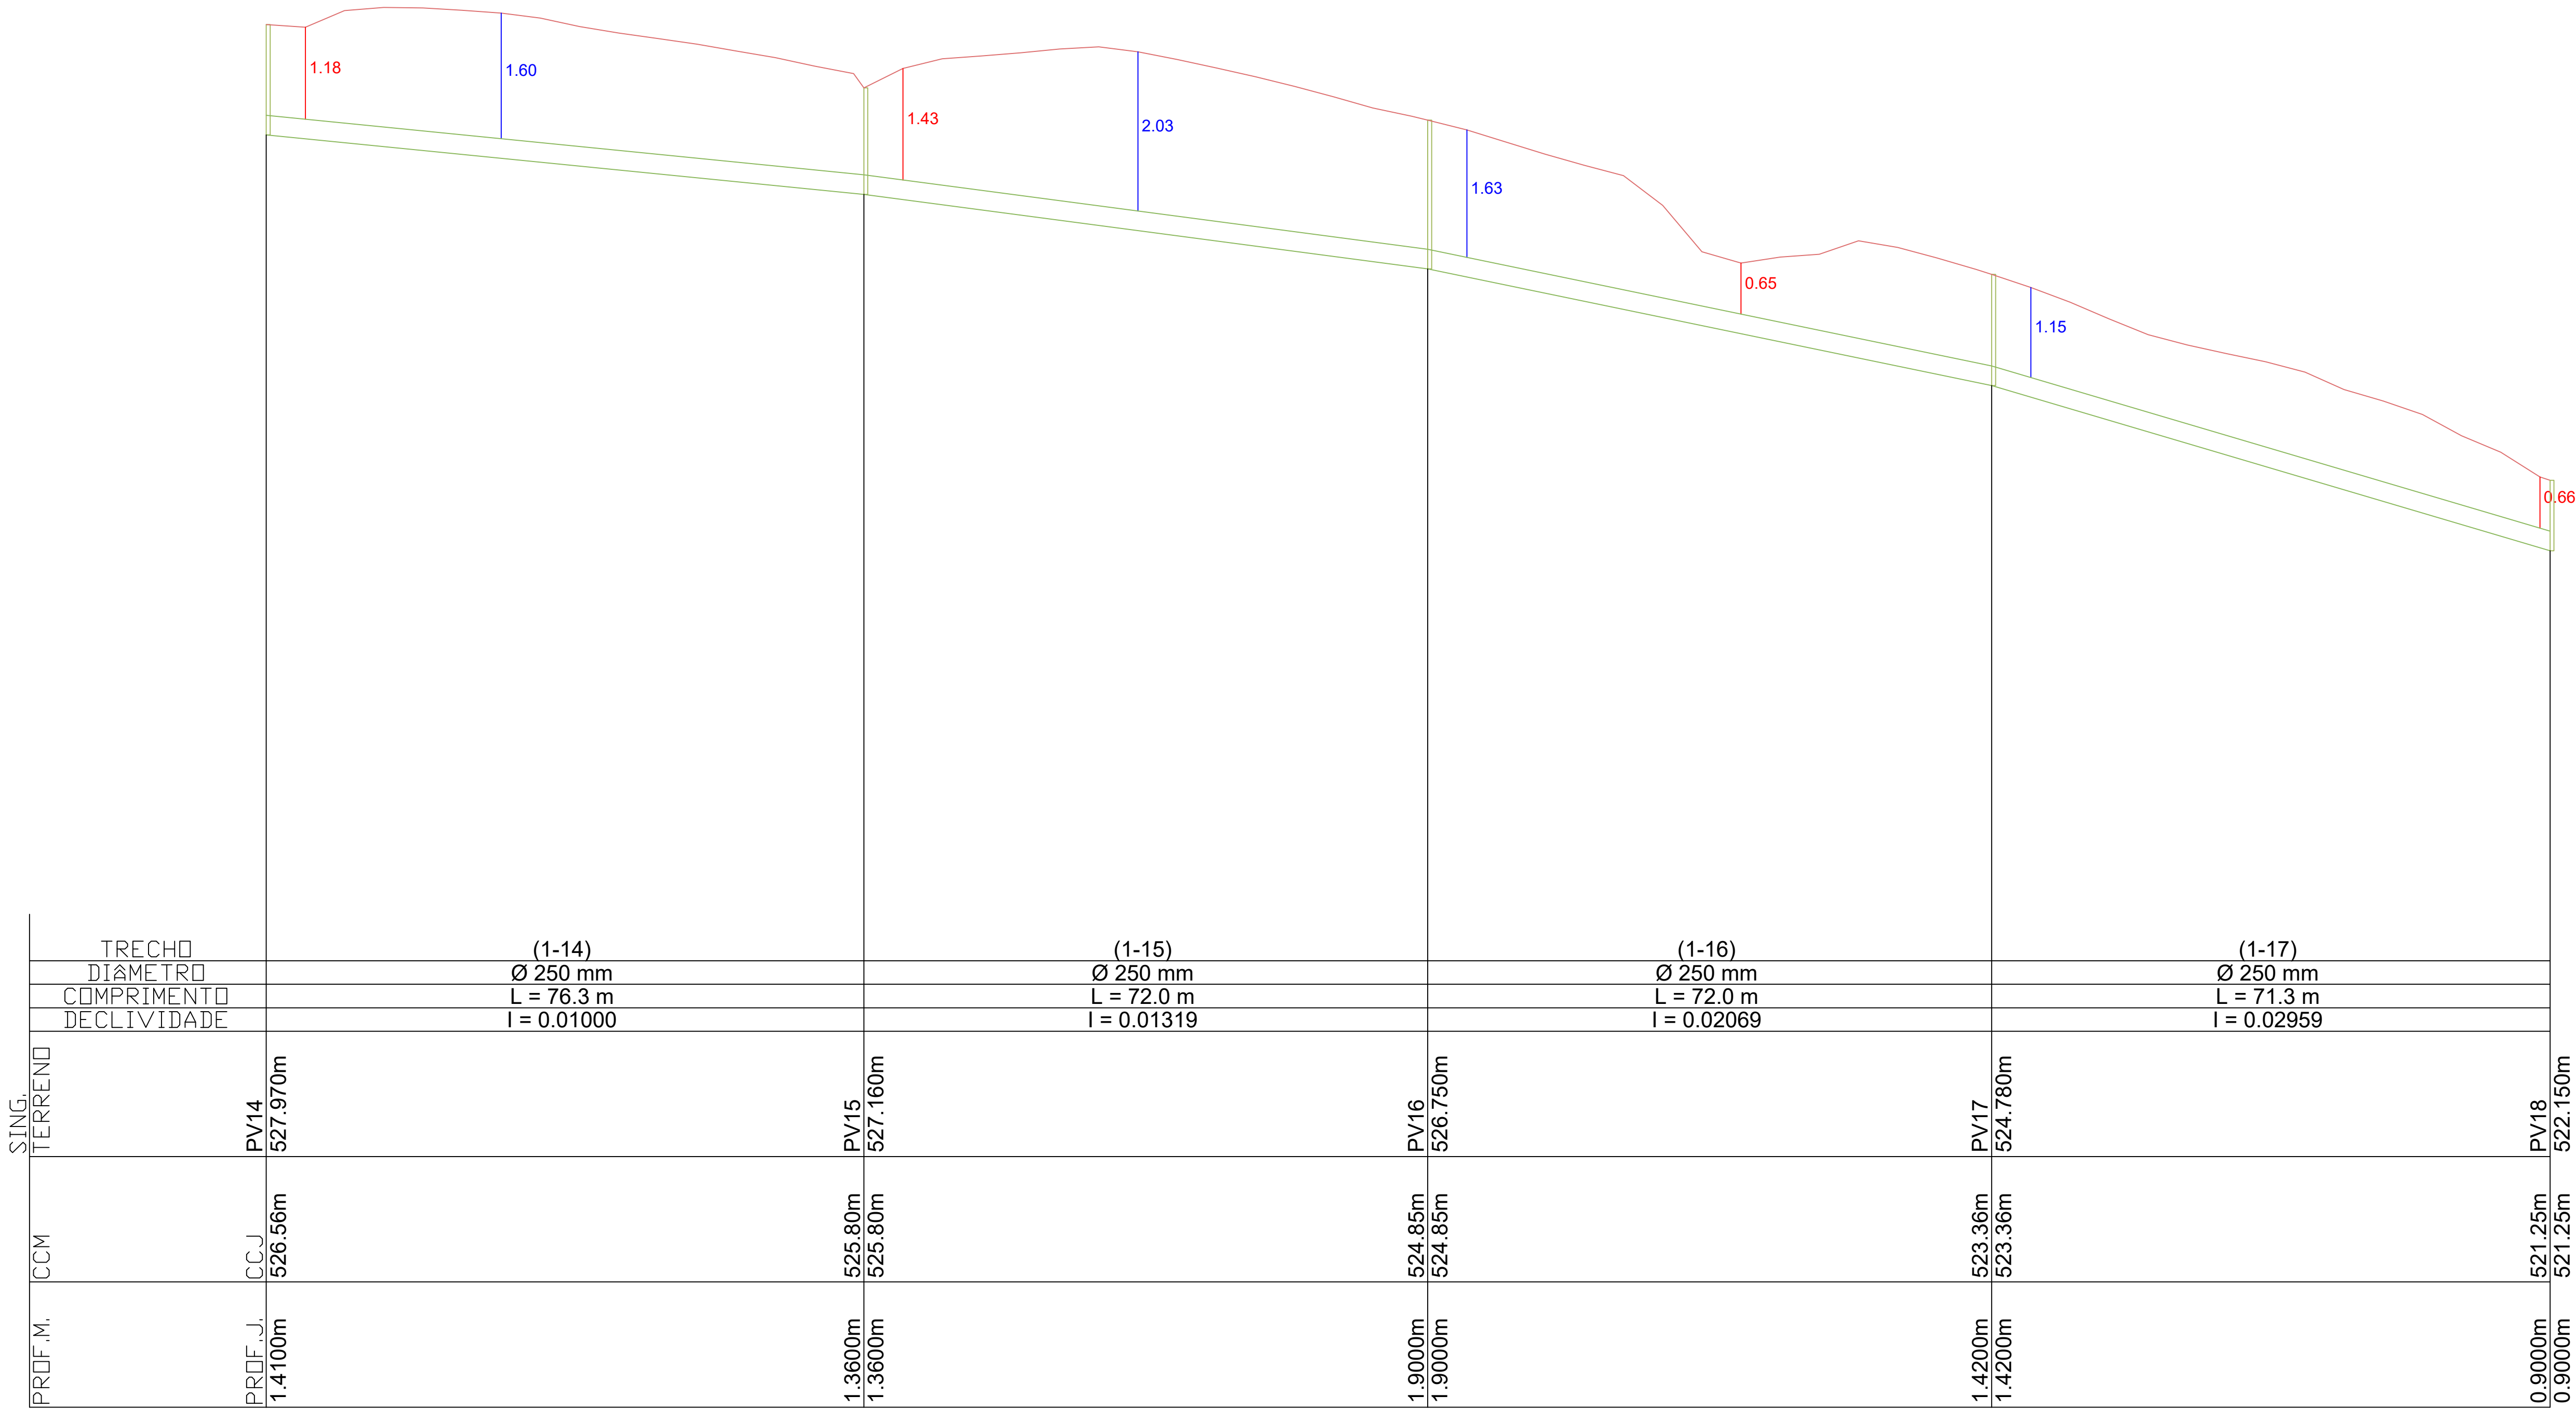 1.18
1.60
1.43
2.03
1.63
0.65
1.15
0.66
TRECHO (1-14) (1-15) (1-16) (1-17)
DIÂMETRO Ø 250 mm Ø 250 mm Ø 250 mm Ø 250 mm
COMPRIMENTO L = 76.3 m L = 72.0 m L = 72.0 m L = 71.3 m
DECLIVIDADE I = 0.01000 I = 0.01319 I = 0.02069 I = 0.02959
SING. PV14 PV15 PV16 PV17 PV18
TERRENO 527.970m 527.160m 526.750m 524.780m 522.150m
CCM 525.80m 524.85m 523.36m 521.25m
CCJ 526.56m 525.80m 524.85m 523.36m 521.25m
PROF.M. 1.3600m 1.9000m 1.4200m 0.9000m
PROF.J. 1.4100m 1.3600m 1.9000m 1.4200m 0.9000m